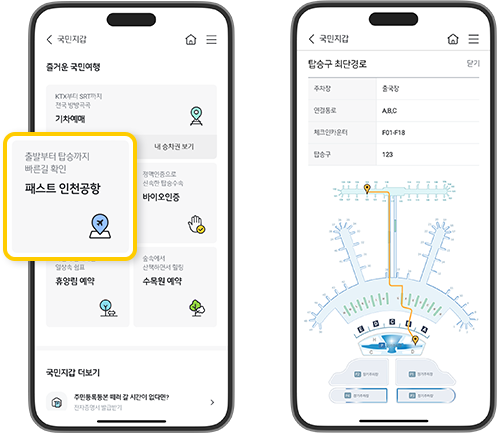 국민지갑
즐거운 국민여행
KTX부터 SRT까지
전국 방방곡곡
기차예매
내 승차권 보기
출발부터 탑승까지
빠른길 확인
패스트 인천공항
정맥인증으로
신속한 탑승수속
바이오인증
일상속 쉼표
휴양림 예약
숲속에서
산책하면서 힐링
수목원 예약
국민지갑 더보기
주민등록등본 떼러 갈 시간이 없다면?
전자증명서 발급받기
국민지갑
탑승구 최단경로
닫기
주차장
출국장
연결통로
A,B,C
체크인카운터
F01-F18
탑승구
123
E D C B A
H
C D